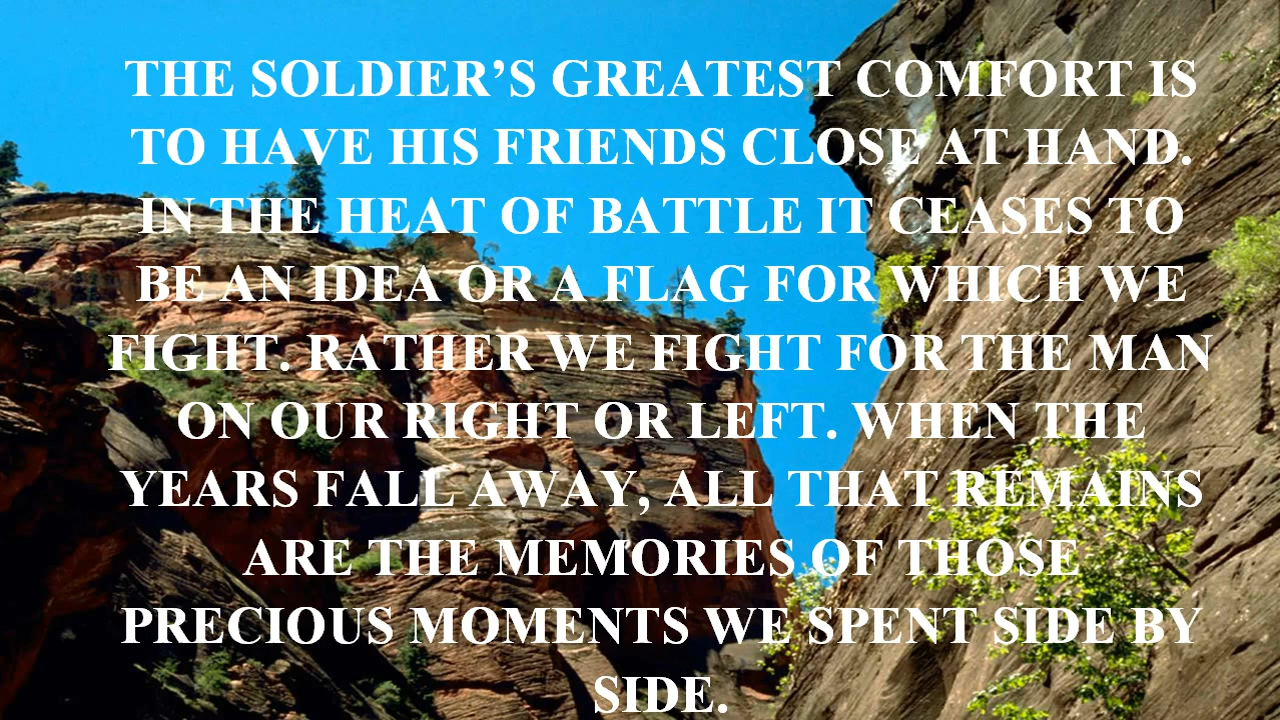 THE SOLDIER’S GREATEST COMFORT IS
TO HAVE HIS FRIENDS CLOSE AT HAND.
IN THE HEAT OF BATTLE IT CEASES TO
BE AN IDEA OR A FLAG FOR WHICH WE
FIGHT. RATHER WE FIGHT FOR THE MAN
ON OUR RIGHT OR LEFT. WHEN THE
YEARS FALL AWAY, ALL THAT REMAINS
ARE THE MEMORIES OF THOSE
PRECIOUS MOMENTS WE SPENT SIDE BY
SIDE.